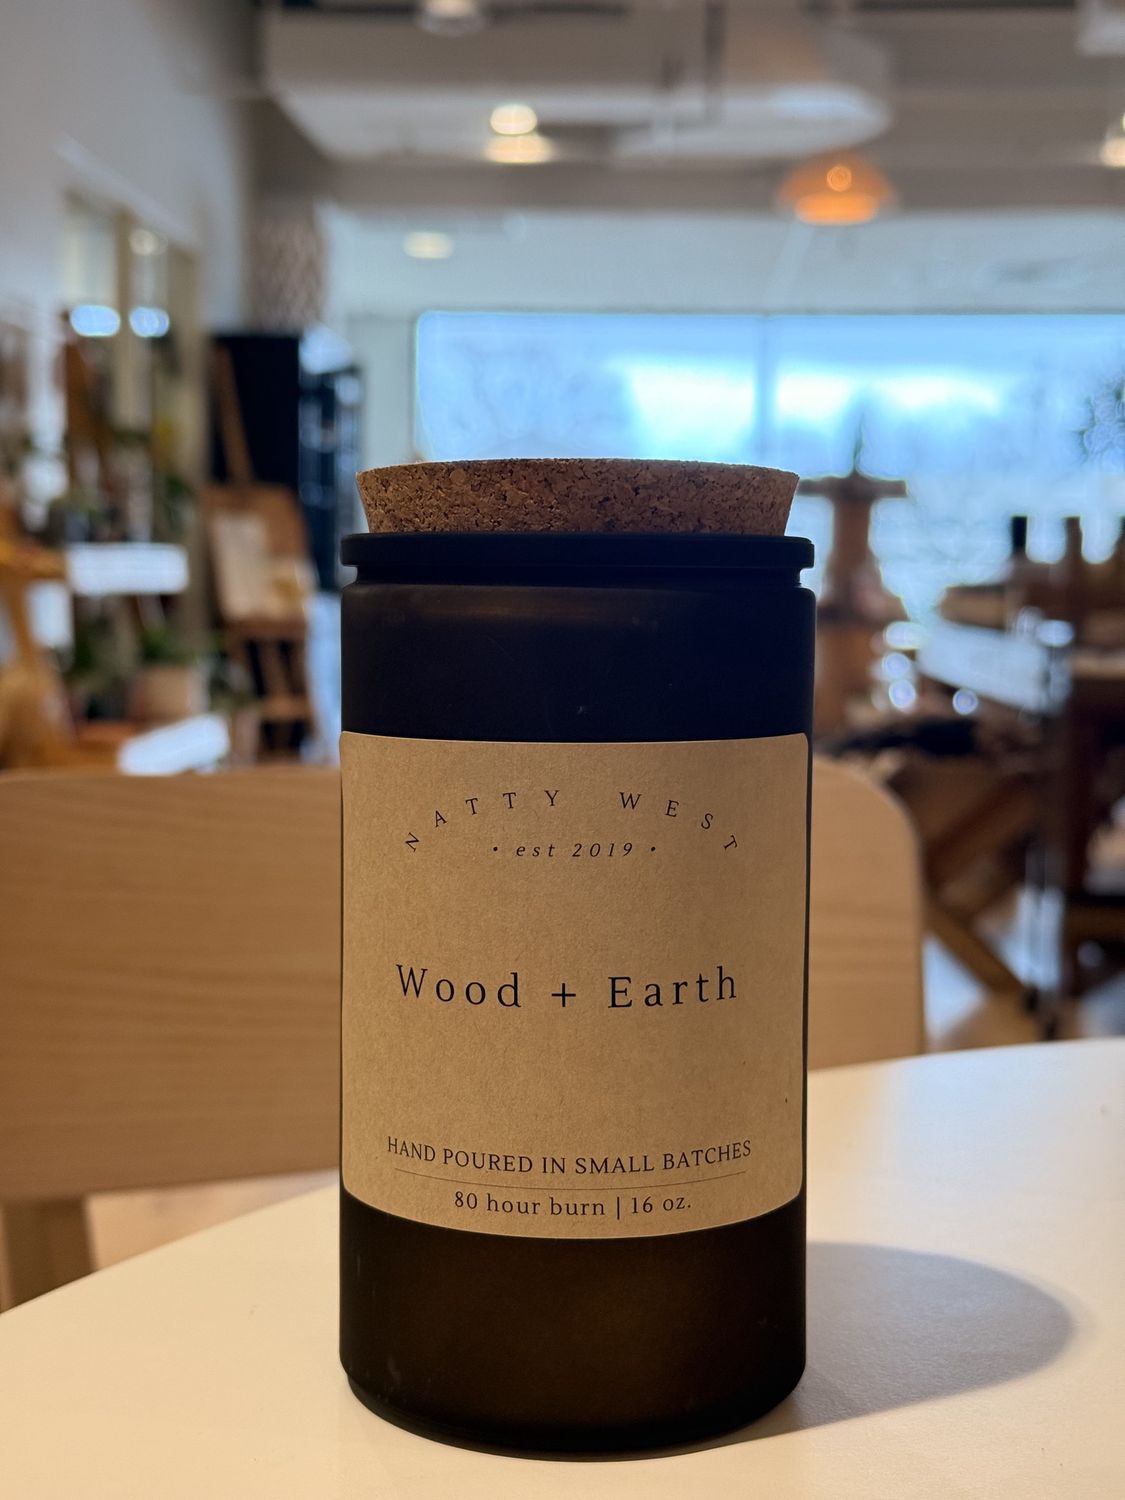 NATTY WEST
• est 2019 •
Wood + Earth
HAND POURED IN SMALL BATCHES
80 hour burn | 16 oz.